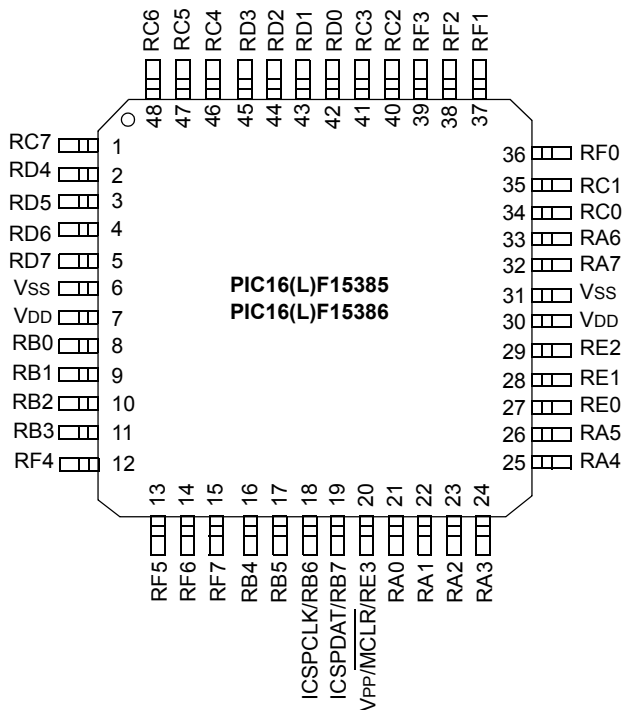 RC6
RC5
RC4
RD3
RD2
RD1
RD0
RC3
RC2
RF3
RF2
RF1
48
47
46
45
44
43
42
41
40
39
38
37
RC7 1
RD4 2
RD5 3
RD6 4
RD7 5
VSS 6
VDD 7
RB0 8
RB1 9
RB2 10
RB3 11
RF4 12
PIC16(L)F15385
PIC16(L)F15386
36 RF0
35 RC1
34 RC0
33 RA6
32 RA7
31 VSS
30 VDD
29 RE2
28 RE1
27 RE0
26 RA5
25 RA4
13
14
15
16
17
18
19
20
21
22
23
24
RF5
RF6
RF7
RB4
RB5
ICSPCLK/RB6
ICSPDAT/RB7
VPP/MCLR/RE3
RA0
RA1
RA2
RA3